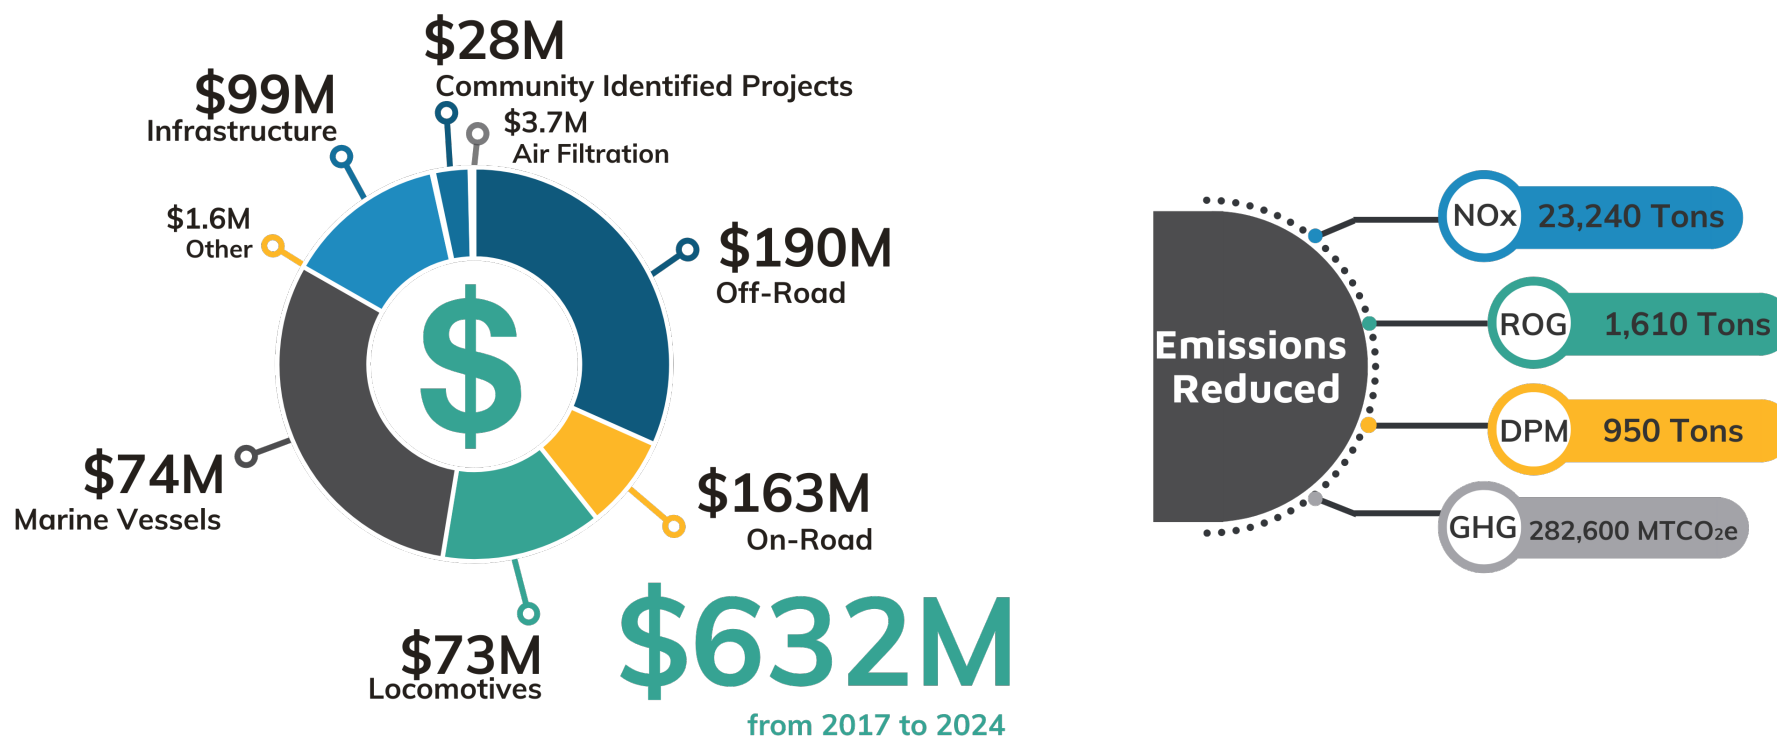 $28M
Community Identified Projects
$99M
Infrastructure
$3.7M
Air Filtration
$1.6M
Other
$190M
Off-Road
$
$74M
Marine Vessels
$163M
On-Road
$73M
Locomotives
$632M
from 2017 to 2024
Emissions
Reduced
NOx 23,240 Tons
ROG 1,610 Tons
DPM 950 Tons
GHG 282,600 MTCO₂e